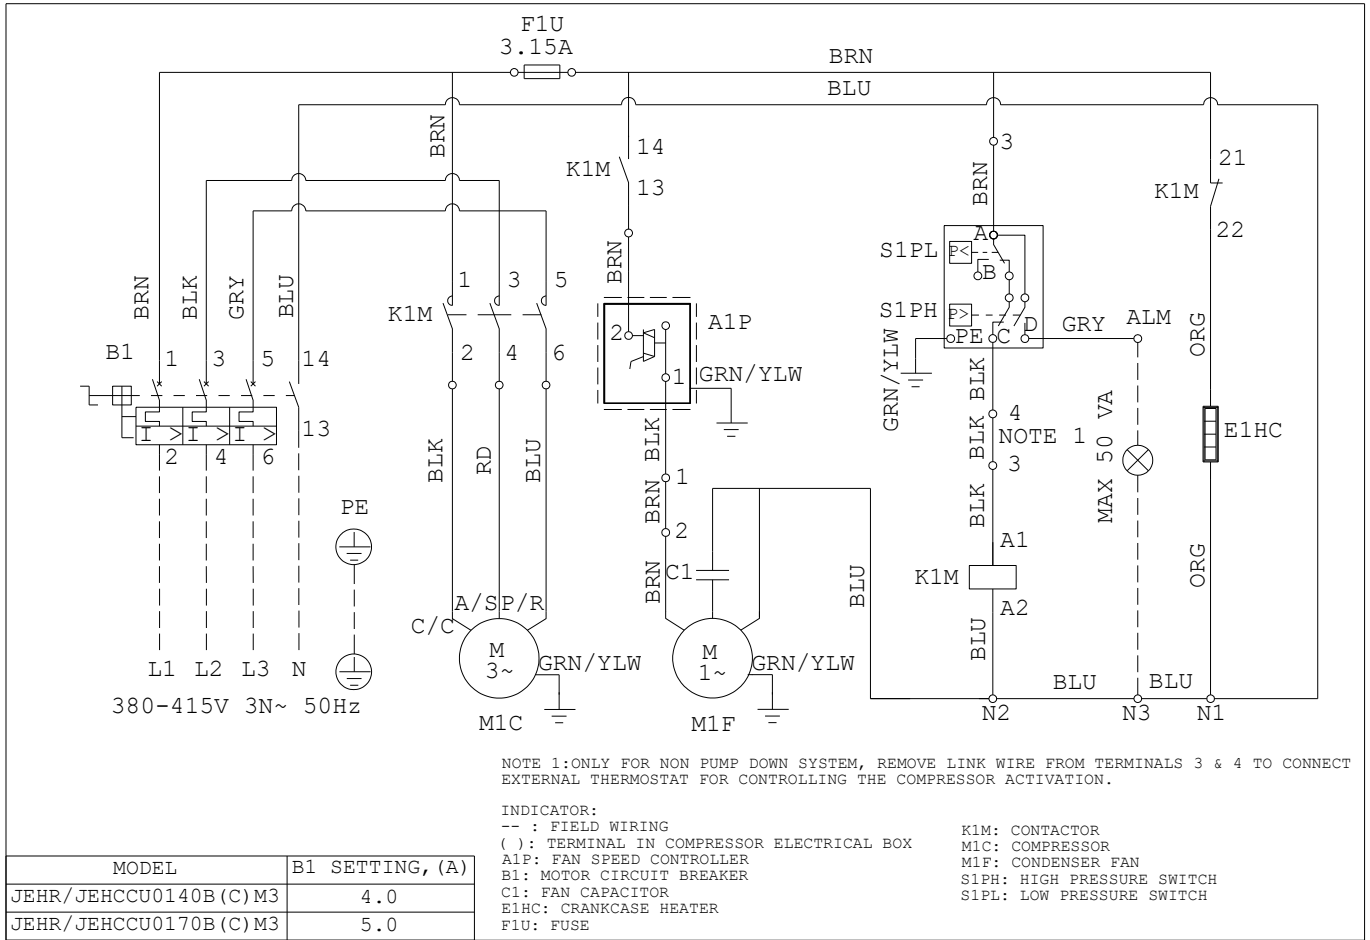 F1U
3.15A
BRN
BLU
BRN
14
K1M
13
3
BRN
21
K1M
22
BRN
BLK
GRY
BLU
1
3
5
K1M
2
4
6
BRN
A
S1PL
P<
B
S1PH
P>
PE
C
D
GRY
ALM
ORG
B1
1
3
5
14
I >
I >
I >
13
2
4
6
2
A1P
1
GRN/YLW
GRN/YLW
BLK
4
NOTE 1
BLK
3
BLK
MAX 50 VA
E1HC
BLK
RD
BLU
BLK
1
BRN
2
BRN
C1
BLU
A1
K1M
A2
BLU
ORG
PE
A/S
P/R
C/C
M
3~
GRN/YLW
M1C
M
1~
GRN/YLW
M1F
L1
L2
L3
N
380-415V 3N~ 50Hz
BLU
BLU
N2
N3
N1
NOTE 1:ONLY FOR NON PUMP DOWN SYSTEM, REMOVE LINK WIRE FROM TERMINALS 3 & 4 TO CONNECT
EXTERNAL THERMOSTAT FOR CONTROLLING THE COMPRESSOR ACTIVATION.
INDICATOR:
-- : FIELD WIRING
( ): TERMINAL IN COMPRESSOR ELECTRICAL BOX
A1P: FAN SPEED CONTROLLER
B1: MOTOR CIRCUIT BREAKER
C1: FAN CAPACITOR
E1HC: CRANKCASE HEATER
F1U: FUSE
K1M: CONTACTOR
M1C: COMPRESSOR
M1F: CONDENSER FAN
S1PH: HIGH PRESSURE SWITCH
S1PL: LOW PRESSURE SWITCH
MODEL B1 SETTING,(A)
JEHR/JEHCCU0140B(C)M3 4.0
JEHR/JEHCCU0170B(C)M3 5.0